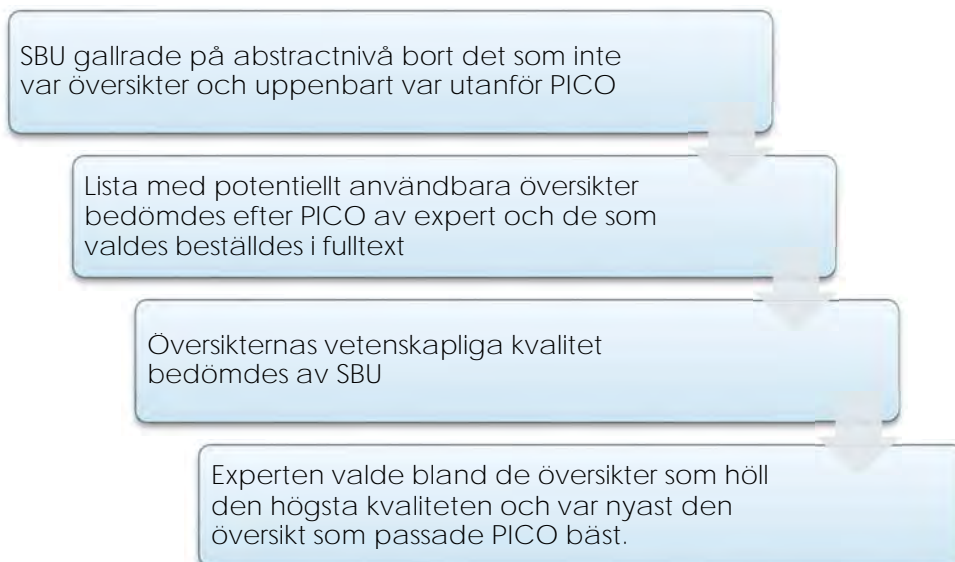 SBU gallrade på abstractnivå bort det som inte
var översikter och uppenbart var utanför PICO
Lista med potentiellt användbara översikter
bedömdes efter PICO av expert och de som
valdes beställdes i fulltext
Översikternas vetenskapliga kvalitet
bedömdes av SBU
Experten valde bland de översikter som höll
den högsta kvaliteten och var nyast den
översikt som passade PICO bäst.